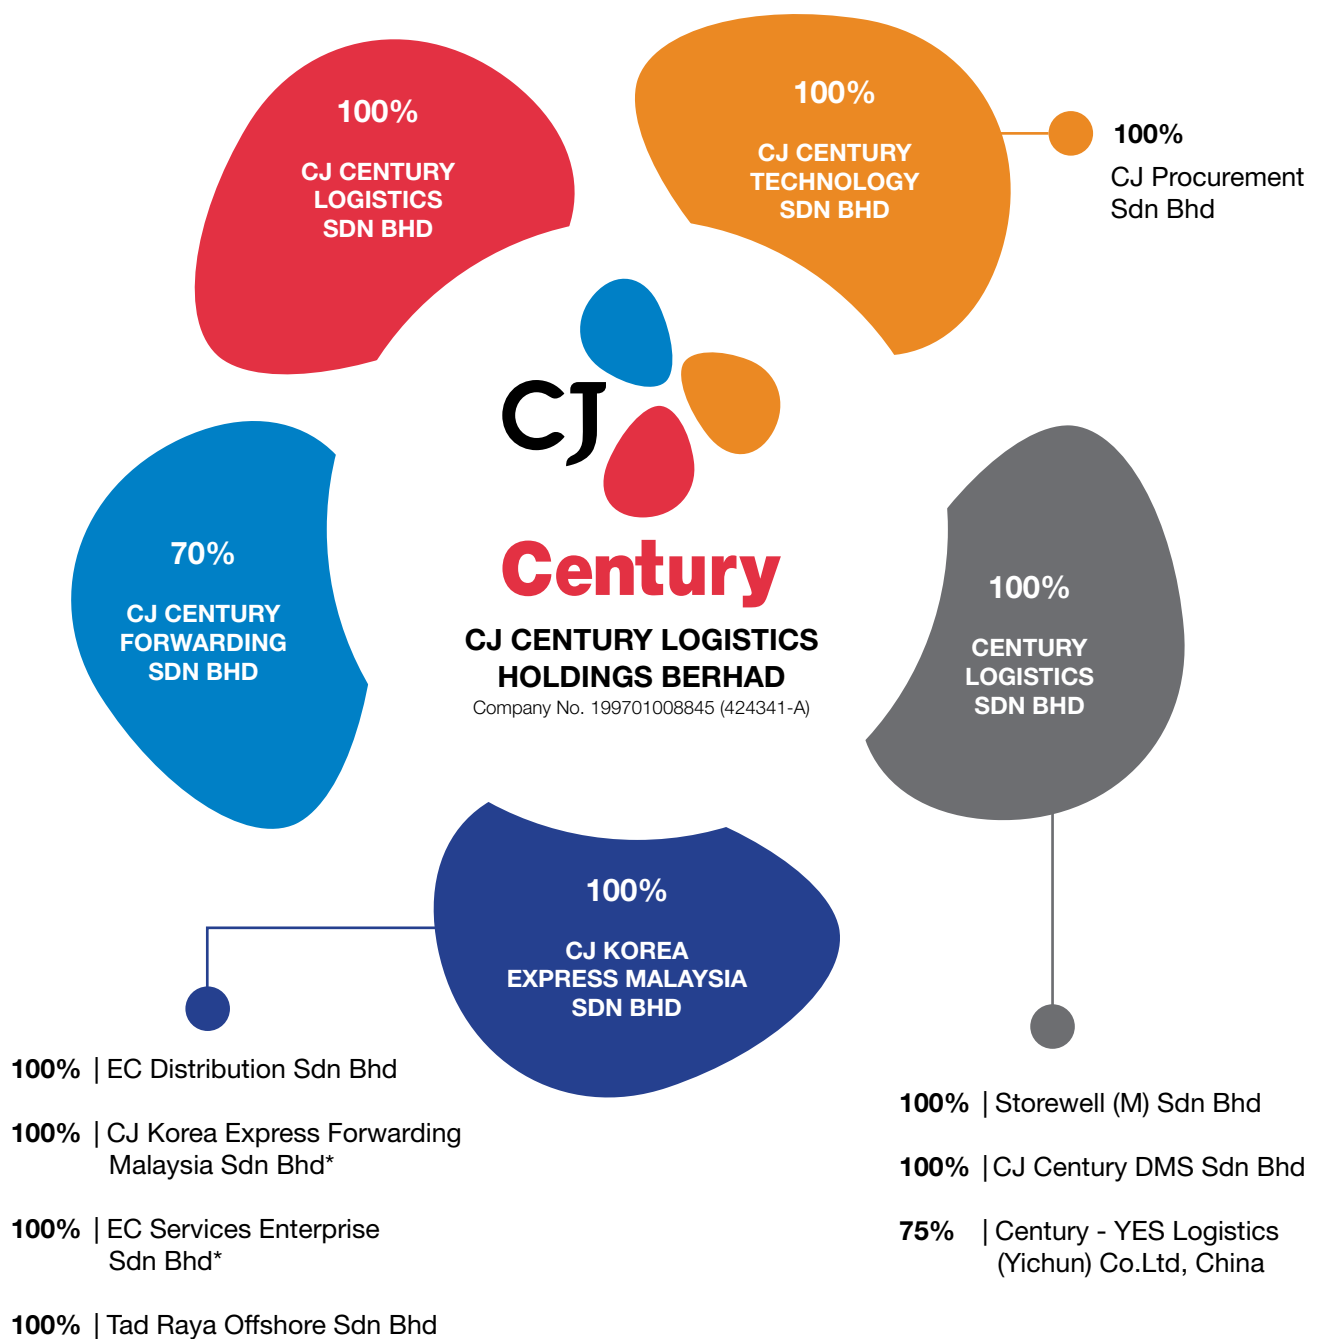 100%
CJ CENTURY
LOGISTICS
SDN BHD
100%
CJ CENTURY
TECHNOLOGY
SDN BHD
100%
CJ Procurement
Sdn Bhd
CJ
Century
CJ CENTURY LOGISTICS
HOLDINGS BERHAD
Company No. 199701008845 (424341-A)
70%
CJ CENTURY
FORWARDING
SDN BHD
100%
CENTURY
LOGISTICS
SDN BHD
100%
CJ KOREA
EXPRESS MALAYSIA
SDN BHD
100% | EC Distribution Sdn Bhd
100% | CJ Korea Express Forwarding
Malaysia Sdn Bhd*
100% | EC Services Enterprise
Sdn Bhd*
100% | Tad Raya Offshore Sdn Bhd
100% | Storewell (M) Sdn Bhd
100% | CJ Century DMS Sdn Bhd
75% | Century - YES Logistics
(Yichun) Co.Ltd, China